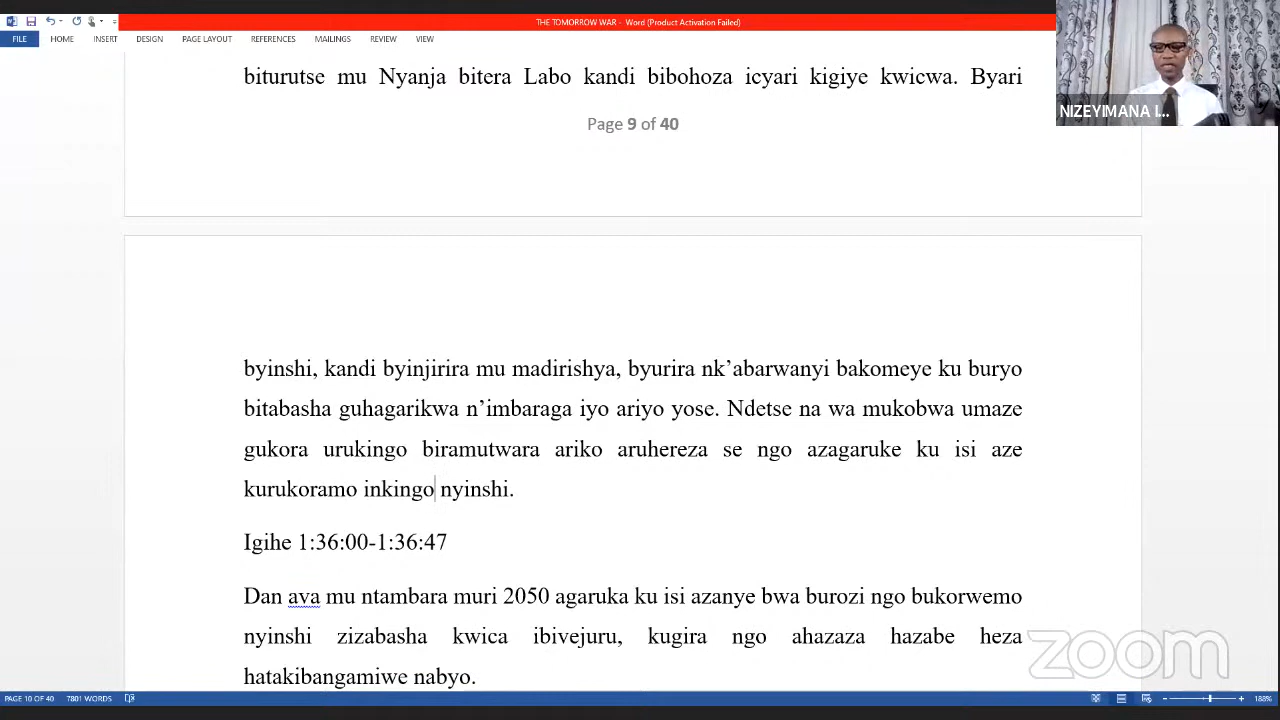 THE TOMORROW WAR - Word (Product Activation Failed)
FILE HOME INSERT DESIGN PAGE LAYOUT REFERENCES MAILINGS REVIEW VIEW
NIZEYIMANA I...
biturutse mu Nyanja bitera Labo kandi bibohoza icyari kigiye kwicwa. Byari
Page 9 of 40
byinshi, kandi byinjirira mu madirishya, byurira nk’abarwanyi bakomeye ku buryo
bitabasha guhagarikwa n’imbaraga iyo ariyo yose. Ndetse na wa mukobwa umaze
gukora urukingo biramutwara ariko aruhereza se ngo azagaruke ku isi aze
kurukoramo inkingo nyinshi.
Igihe 1:36:00-1:36:47
Dan ava mu ntambara muri 2050 agaruka ku isi azanye bwa burozi ngo bukorwemo
nyinshi zizabasha kwica ibivejuru, kugira ngo ahazaza hazabe heza
hatakibangamiwe nabyo.
zoom
PAGE 10 OF 40 7801 WORDS 188%